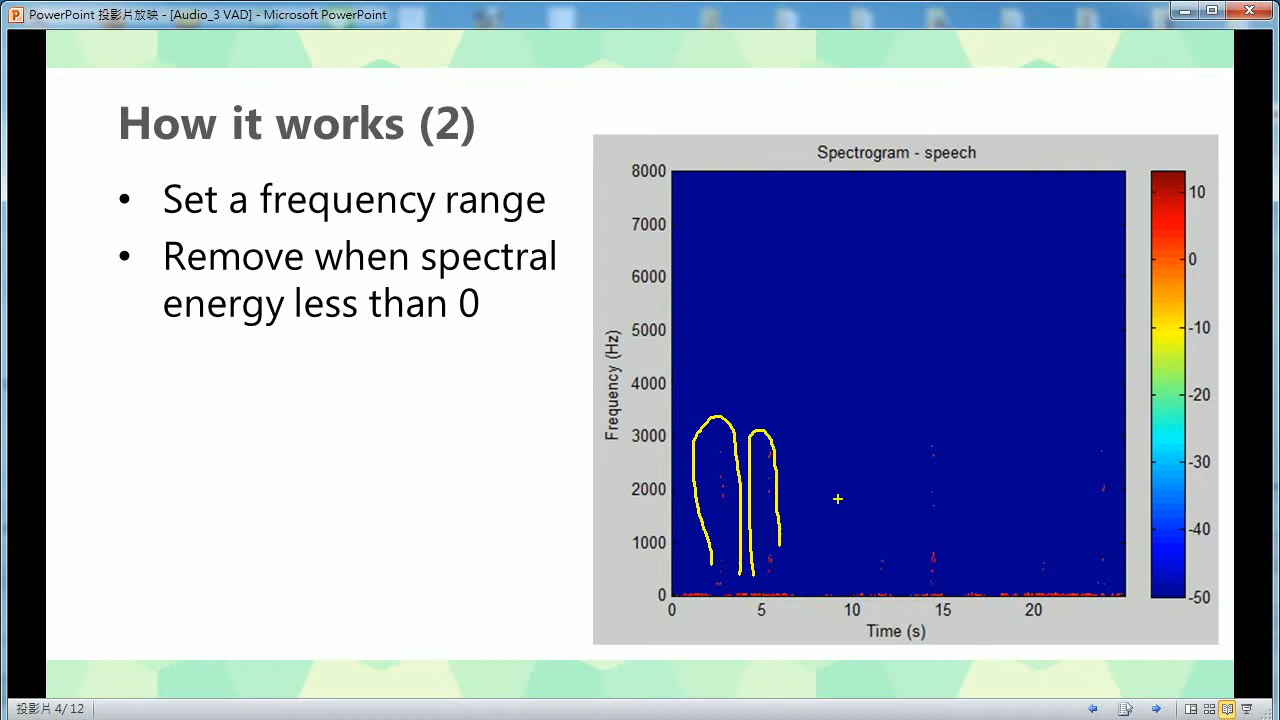 PowerPoint 投影片放映 - [Audio_3 VAD] - Microsoft PowerPoint
How it works (2)
• Set a frequency range
• Remove when spectral
energy less than 0
Spectrogram - speech
8000
7000
6000
5000
4000
3000
2000
1000
0
Frequency (Hz)
0 5 10 15 20
Time (s)
10
0
-10
-20
-30
-40
-50
投影片 4/ 12